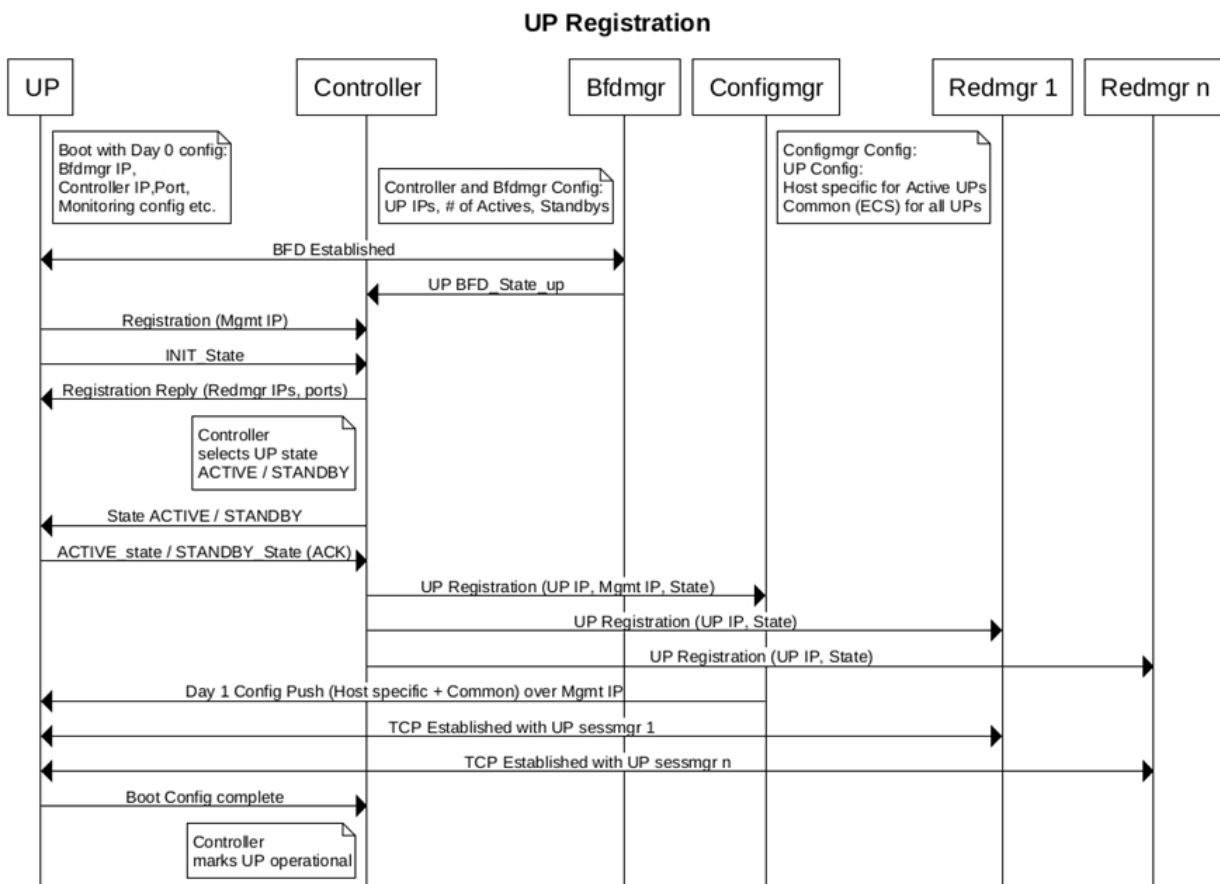 UP Registration
UP
Controller
Bfdmgr
Configmgr
Redmgr 1
Redmgr n
Boot with Day 0 config:
Bfdmgr IP,
Controller IP,Port,
Monitoring config etc.
Controller and Bfdmgr Config:
UP IPs, # of Actives, Standbys
Configmgr Config:
UP Config:
Host specific for Active UPs
Common (ECS) for all UPs
BFD Established
UP BFD_State_up
Registration (Mgmt IP)
INIT_State
Registration Reply (Redmgr IPs, ports)
Controller
selects UP state
ACTIVE / STANDBY
State ACTIVE / STANDBY
ACTIVE_state / STANDBY_State (ACK)
UP Registration (UP IP, Mgmt IP, State)
UP Registration (UP IP, State)
UP Registration (UP IP, State)
Day 1 Config Push (Host specific + Common) over Mgmt IP
TCP Established with UP sessmgr 1
TCP Established with UP sessmgr n
Boot Config complete
Controller
marks UP operational